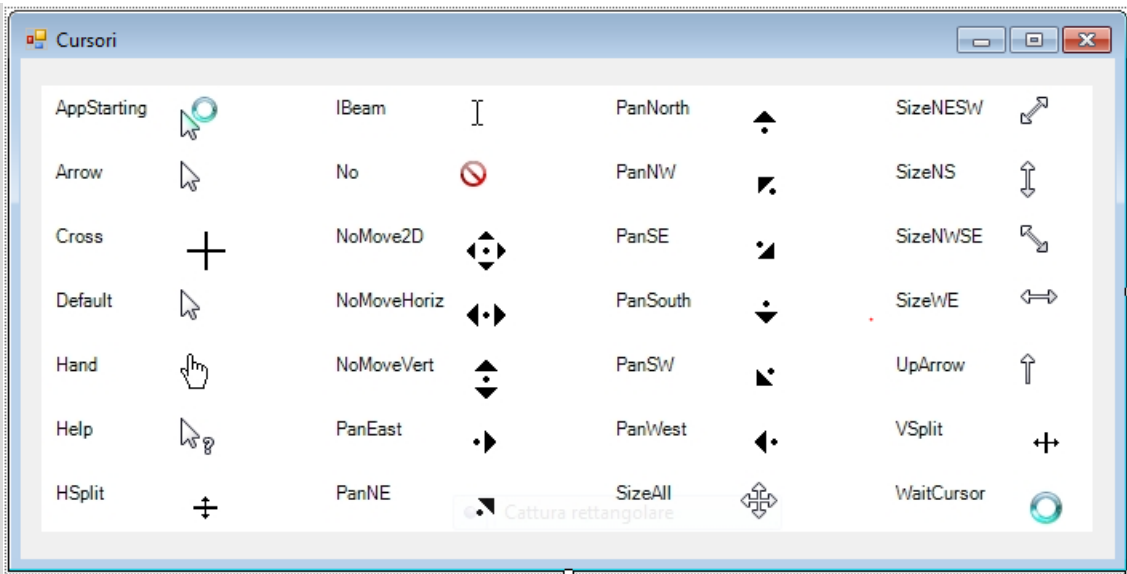 Cursori
AppStarting IBeam PanNorth SizeNESW
Arrow No PanNW SizeNS
Cross NoMove2D PanSE SizeNWSE
Default NoMoveHoriz PanSouth SizeWE
Hand NoMoveVert PanSW UpArrow
Help PanEast PanWest VSplit
HSplit PanNE SizeAll WaitCursor
Cattura rettangolare